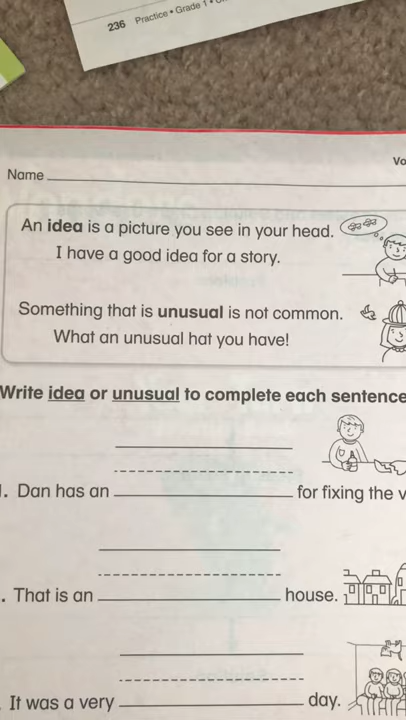 236 Practice • Grade 1 •
Name
An idea is a picture you see in your head.
I have a good idea for a story.
Something that is unusual is not common.
What an unusual hat you have!
Write idea or unusual to complete each sentence
Dan has an for fixing the
That is an house.
It was a very day.